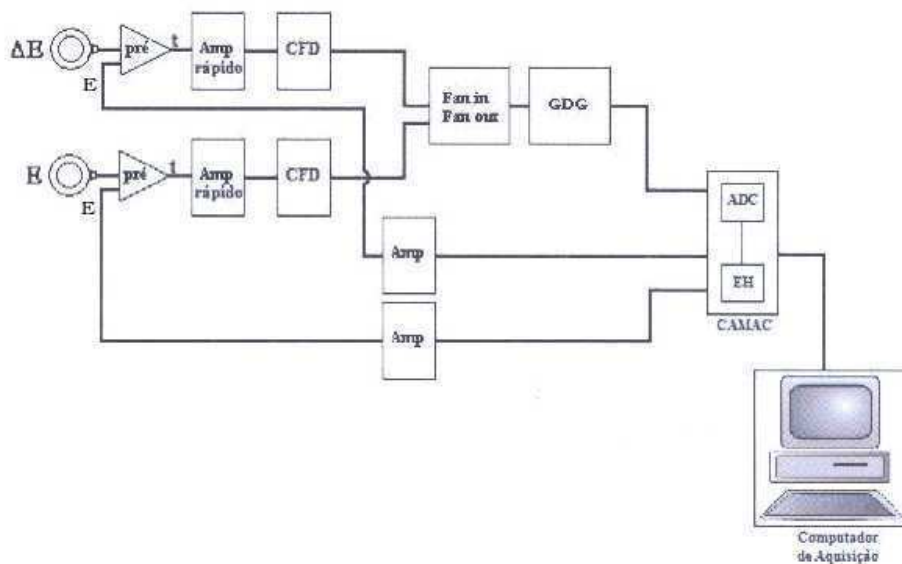 ΔE
pré
t
Amp
rápido
CFD
E
Fan in
Fan out
GDG
E
pré
t
Amp
rápido
CFD
E
ADC
EH
CAMAC
Amp
Amp
Computador
de Aquisição